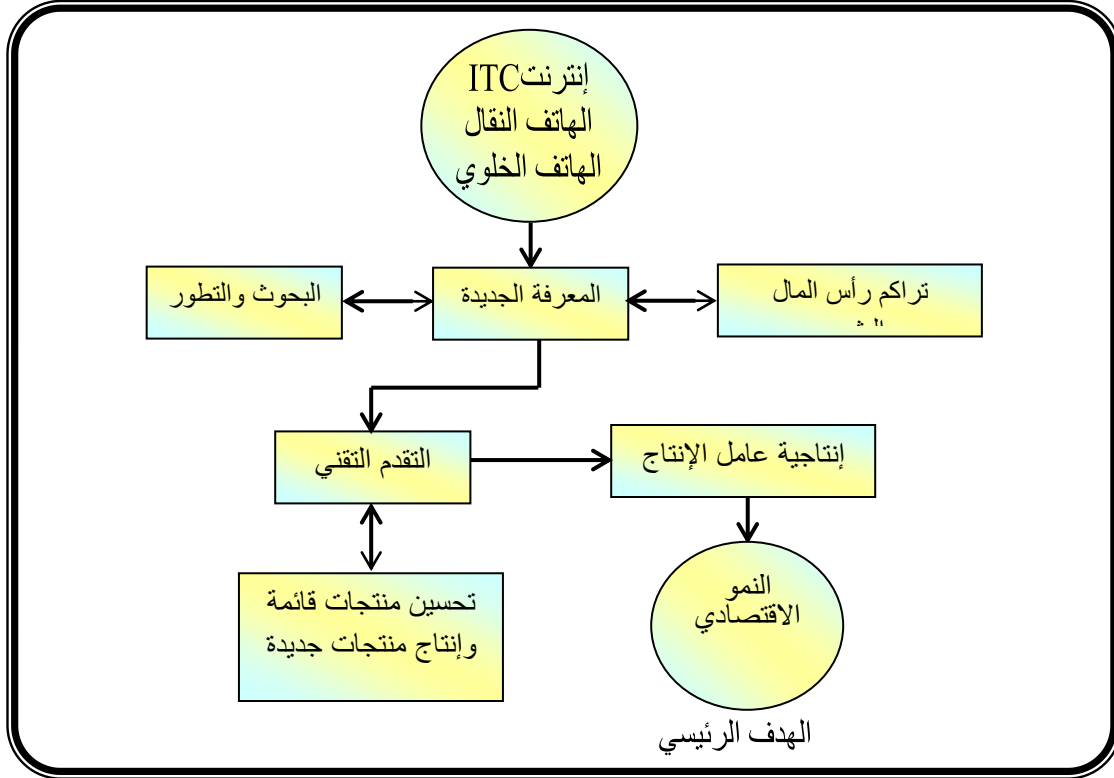 إنترنتITC
الهاتف النقال
الهاتف الخلوي
تراكم رأس المال
المعرفة الجديدة
البحوث والتطور
إنتاجية عامل الإنتاج
التقدم التقني
تحسين منتجات قائمة
وإنتاج منتجات جديدة
النمو
الاقتصادي
الهدف الرئيسي